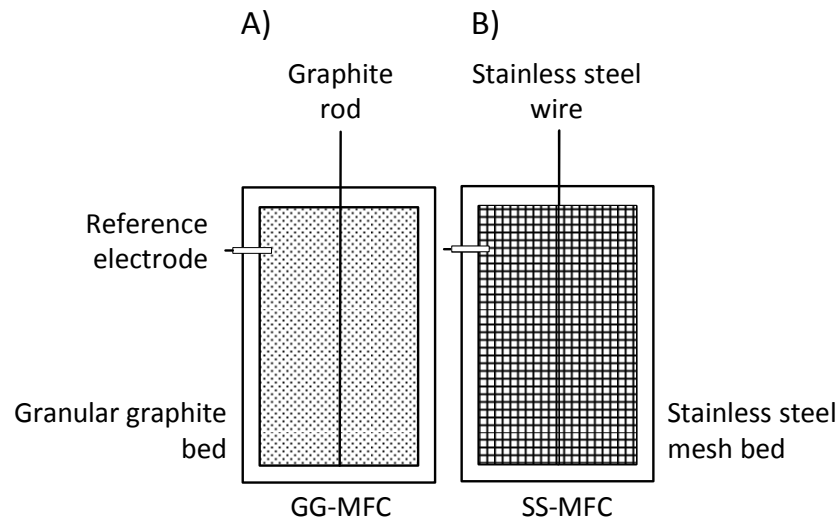 A)
B)
Graphite
rod
Stainless steel
wire
Reference
electrode
Granular graphite
bed
Stainless steel
mesh bed
GG-MFC
SS-MFC